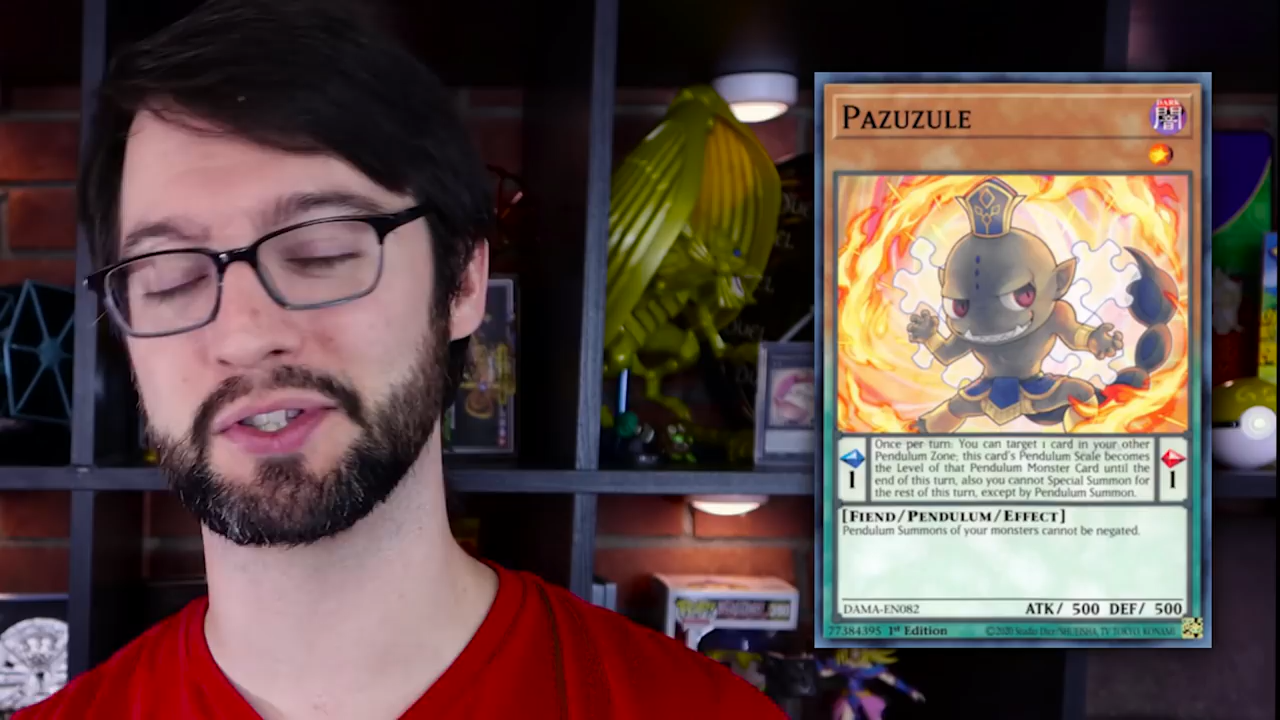 PAZUZULE
DARK
闇
Once per turn: You can target 1 card in your other
Pendulum Zone; this card's Pendulum Scale becomes
the Level of that Pendulum Monster Card until the
end of this turn, also you cannot Special Summon for
the rest of this turn, except by Pendulum Summon.
1
1
[FIEND/PENDULUM/EFFECT]
Pendulum Summons of your monsters cannot be negated.
DAMA-EN082
ATK/ 500 DEF/ 500
77384395 1st Edition
©2020 Studio Dice/SHUEISHA, TV TOKYO, KONAMI